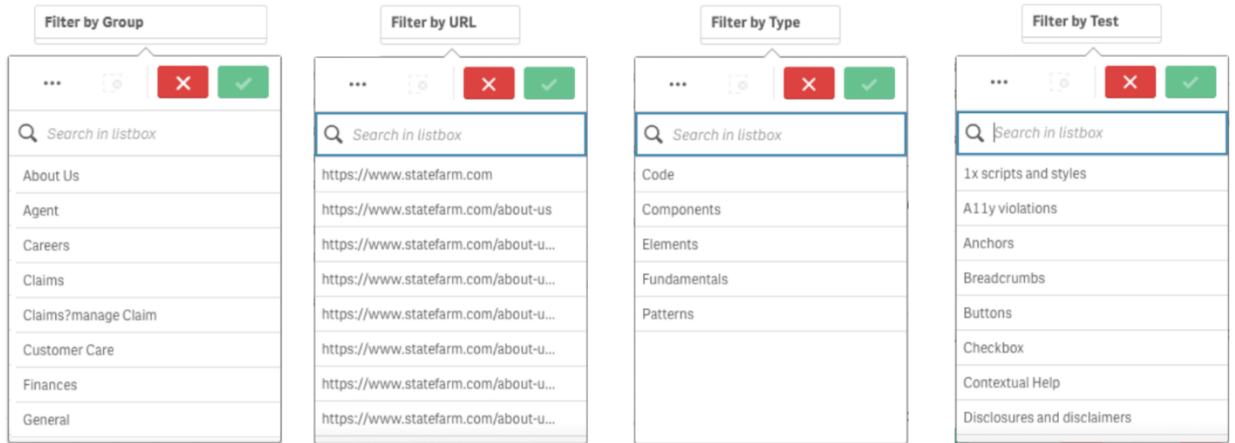 Filter by Group
...
Search in listbox
About Us
Agent
Careers
Claims
Claims?manage Claim
Customer Care
Finances
General
Filter by URL
...
Search in listbox
https://www.statefarm.com
https://www.statefarm.com/about-us
https://www.statefarm.com/about-u...
https://www.statefarm.com/about-u...
https://www.statefarm.com/about-u...
https://www.statefarm.com/about-u...
https://www.statefarm.com/about-u...
https://www.statefarm.com/about-u...
Filter by Type
...
Search in listbox
Code
Components
Elements
Fundamentals
Patterns
Filter by Test
...
Search in listbox
1x scripts and styles
A11y violations
Anchors
Breadcrumbs
Buttons
Checkbox
Contextual Help
Disclosures and disclaimers